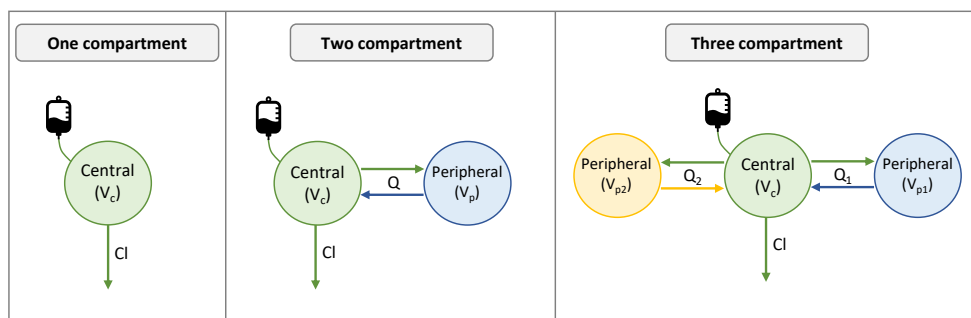 One compartment
Two compartment
Three compartment
Central
(Vc)
Cl
Central
(Vc)
Q
Peripheral
(Vp)
Cl
Peripheral
(Vp2)
Q2
Central
(Vc)
Q1
Peripheral
(Vp1)
Cl